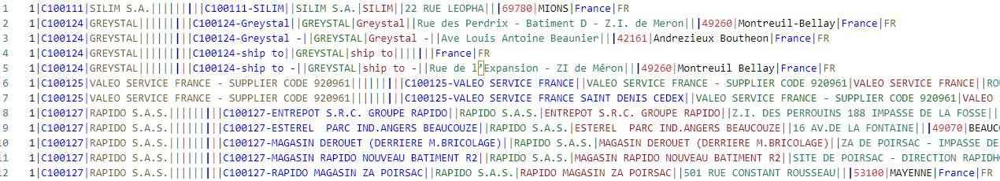 1 1|C100111|SILIM S.A.|||||||||C100111-SILIM||SILIM S.A.|SILIM||22 RUE LEOPHA|||69780|MIONS|France|FR
2 1|C100124|GREYSTAL|||||||||C100124-Greystal||GREYSTAL|Greystal||Rue des Perdrix - Batiment D - Z.I. de Meron|||49260|Montreuil-Bellay|France|FR
3 1|C100124|GREYSTAL|||||||||C100124-Greystal -||GREYSTAL|Greystal -||Ave Louis Antoine Beaunier|||42161|Andrezieux Boutheon|France|FR
4 1|C100124|GREYSTAL|||||||||C100124-ship to||GREYSTAL|ship to|||||||France|FR
5 1|C100124|GREYSTAL|||||||||C100124-ship to -||GREYSTAL|ship to -||Rue de l’Expansion - ZI de Méron|||49260|Montreuil Bellay|France|FR
6 1|C100125|VALEO SERVICE FRANCE - SUPPLIER CODE 920961|||||||||C100125-VALEO SERVICE FRANCE||VALEO SERVICE FRANCE - SUPPLIER CODE 920961|VALEO SERVICE FRANCE||
7 1|C100125|VALEO SERVICE FRANCE - SUPPLIER CODE 920961|||||||||C100125-VALEO SERVICE FRANCE SAINT DENIS CEDEX||VALEO SERVICE FRANCE - SUPPLIER CODE 920961|VALEO
8 1|C100127|RAPIDO S.A.S.|||||||||C100127-ENTREPOT S.R.C. GROUPE RAPIDO||RAPIDO S.A.S.|ENTREPOT S.R.C. GROUPE RAPIDO||Z.I. DES PERROUINS 188 IMPASSE DE LA FOSSE||
9 1|C100127|RAPIDO S.A.S.|||||||||C100127-ESTEREL  PARC IND.ANGERS BEAUCOUZE||RAPIDO S.A.S.|ESTEREL  PARC IND.ANGERS BEAUCOUZE||16 AV.DE LA FONTAINE|||49070|BEAUCO
10 1|C100127|RAPIDO S.A.S.|||||||||C100127-MAGASIN DEROUET (DERRIERE M.BRICOLAGE)||RAPIDO S.A.S.|MAGASIN DEROUET (DERRIERE M.BRICOLAGE)||ZA DE POIRSAC - IMPASSE DE
11 1|C100127|RAPIDO S.A.S.|||||||||C100127-MAGASIN RAPIDO NOUVEAU BATIMENT R2||RAPIDO S.A.S.|MAGASIN RAPIDO NOUVEAU BATIMENT R2||SITE DE POIRSAC - DIRECTION RAPIDH
12 1|C100127|RAPIDO S.A.S.|||||||||C100127-RAPIDO MAGASIN ZA POIRSAC||RAPIDO S.A.S.|RAPIDO MAGASIN ZA POIRSAC||501 RUE CONSTANT ROUSSEAU|||53100|MAYENNE|France|FR